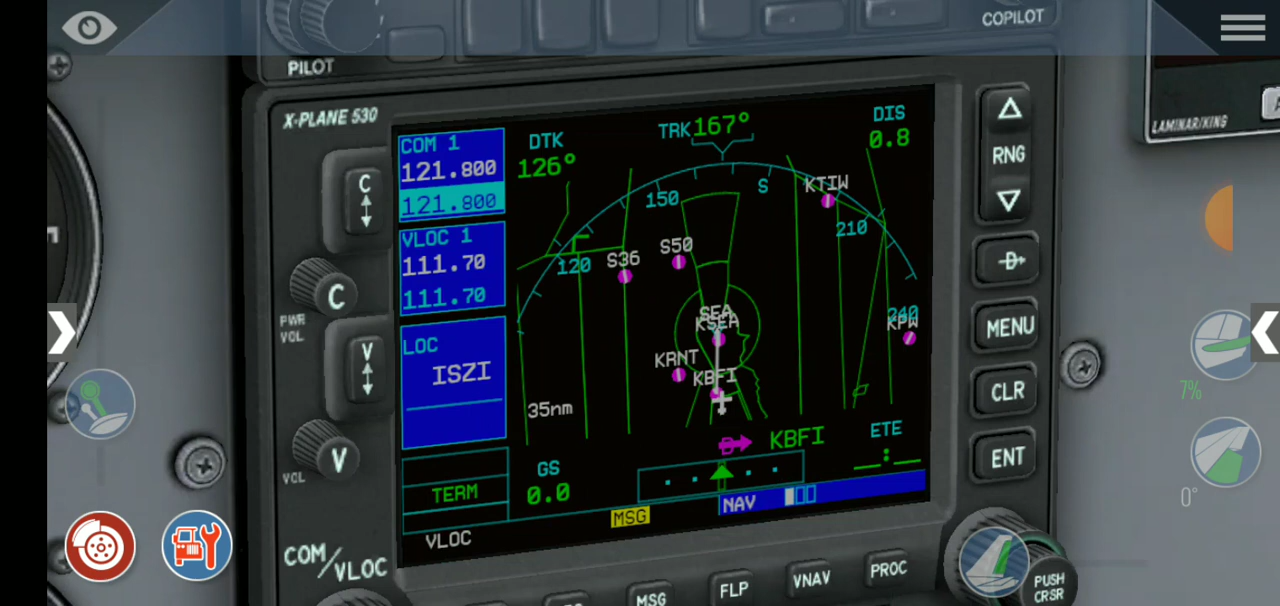 PILOT
COPILOT
X-PLANE 530
LAMINAR/KING
COM 1
121.800
121.800
VLOC 1
111.70
111.70
LOC
ISZI
TERM
VLOC
DTK
126°
TRK 167°
DIS
0.8
150
S
KTIW
210
120
S36
S50
SEA
KSEA
240
KPW
KRNT
KBFI
35nm
KBFI
ETE
__:__
GS
0.0
MSG
NAV
C
C
PWR
VOL
V
V
VOL
COM/VLOC
RNG
D
MENU
CLR
ENT
MSG
FLP
VNAV
PROC
PUSH
CRSR
7%
0°